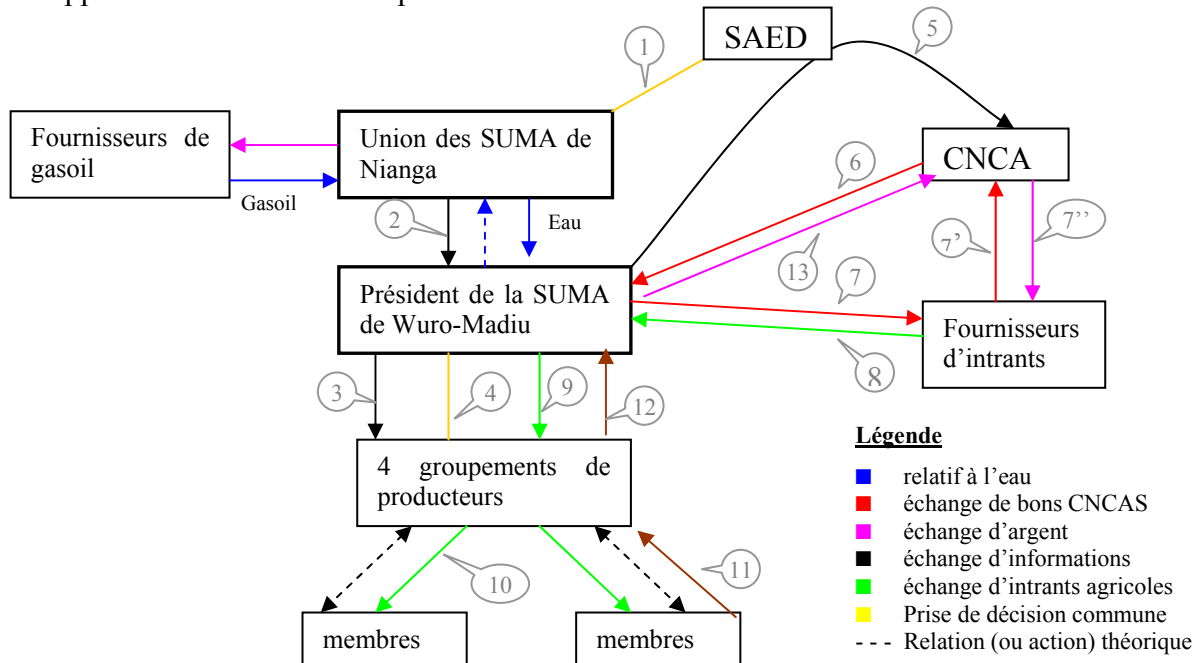 SAED
1
5
Fournisseurs de
gasoil
Gasoil
Union des SUMA de
Nianga
2
Eau
CNCA
6
7’
7’’
13
7
8
Président de la SUMA
de Wuro-Madiu
Fournisseurs
d’intrants
3
4
9
12
4 groupements de
producteurs
10
11
membres
membres
Légende
relatif à l’eau
échange de bons CNCAS
échange d’argent
échange d’informations
échange d’intrants agricoles
Prise de décision commune
Relation (ou action) théorique